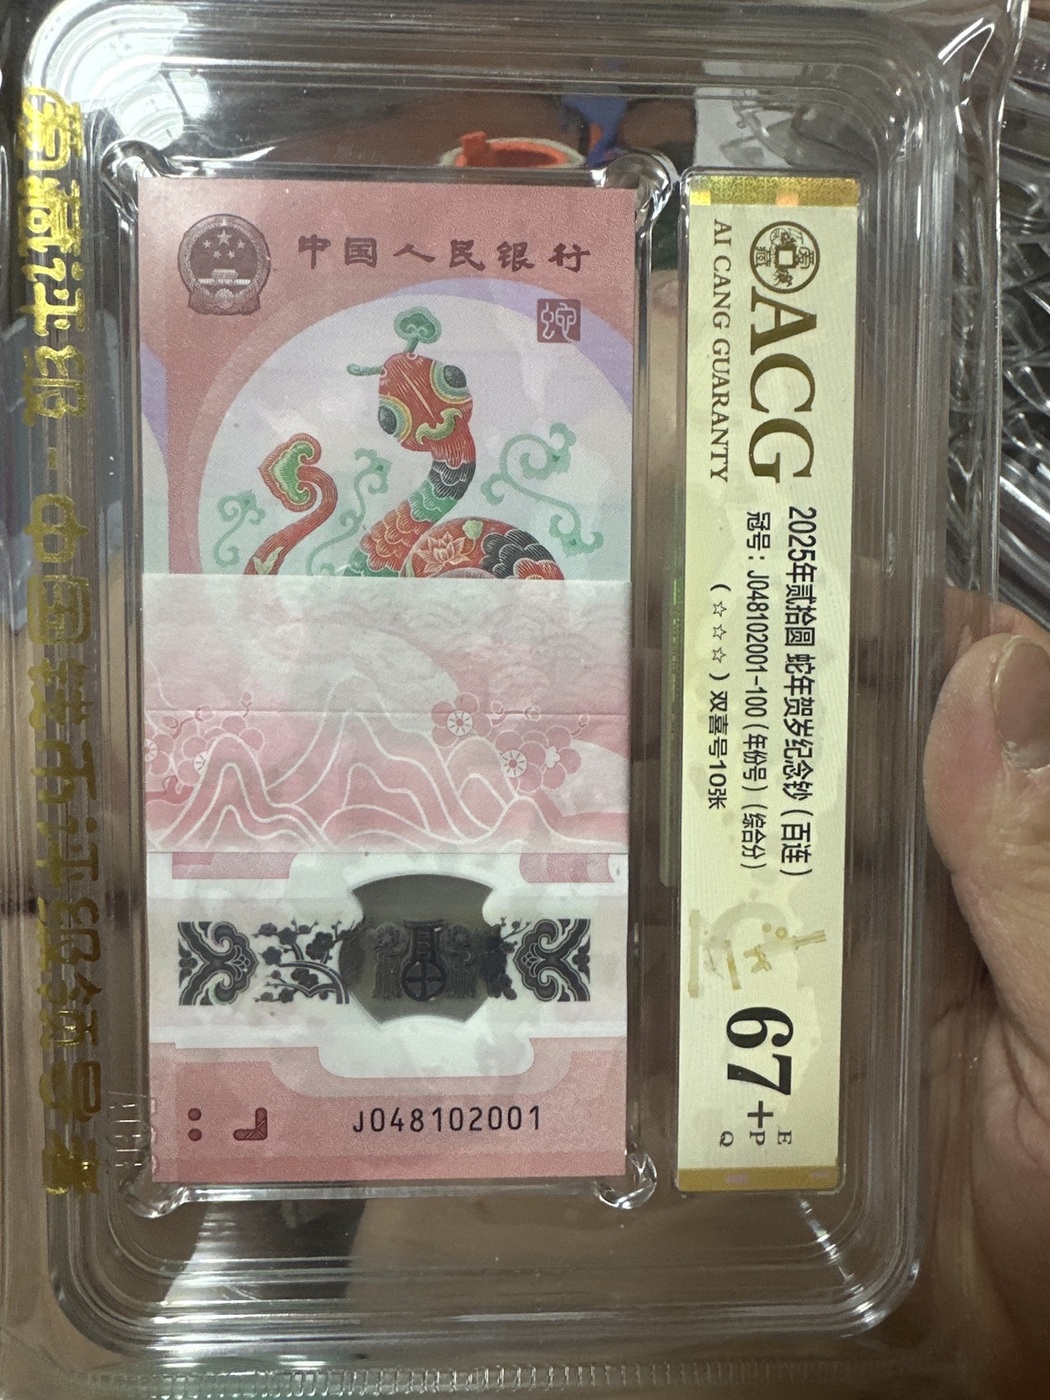 中国人民银行
蛇
J048102001
ACG
AI CANG GUARANTY
2025年贰拾圆 蛇年贺岁纪念钞（百连）
冠号：J048102001-100（年份号）（综合分）
（☆☆☆）双喜号10张
67+
EPQ
爱藏评级-中国钱币评级领导者